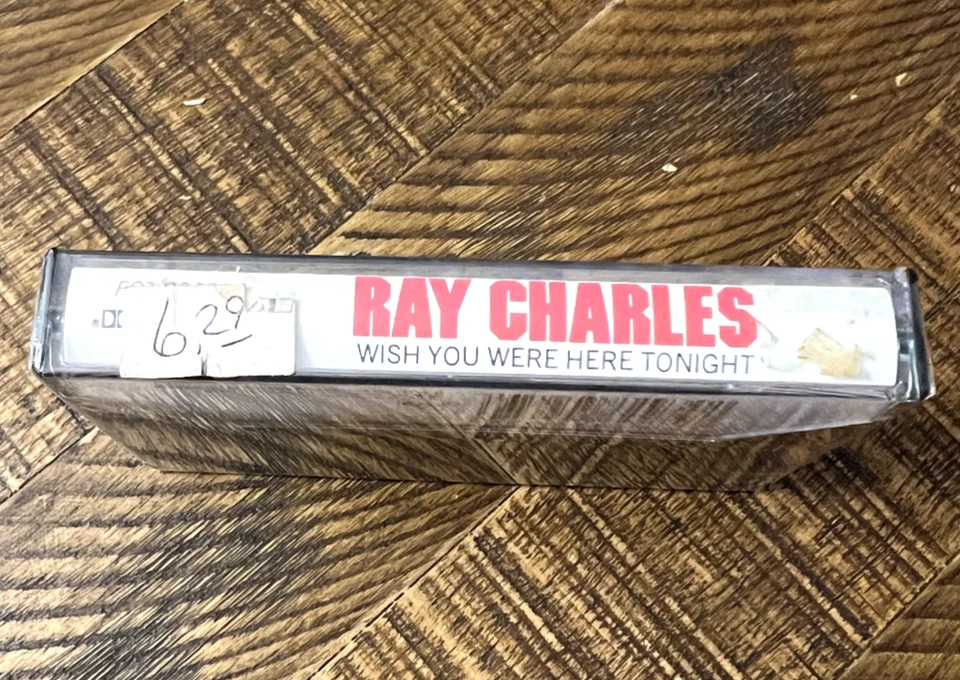 6.29
RAY CHARLES
WISH YOU WERE HERE TONIGHT